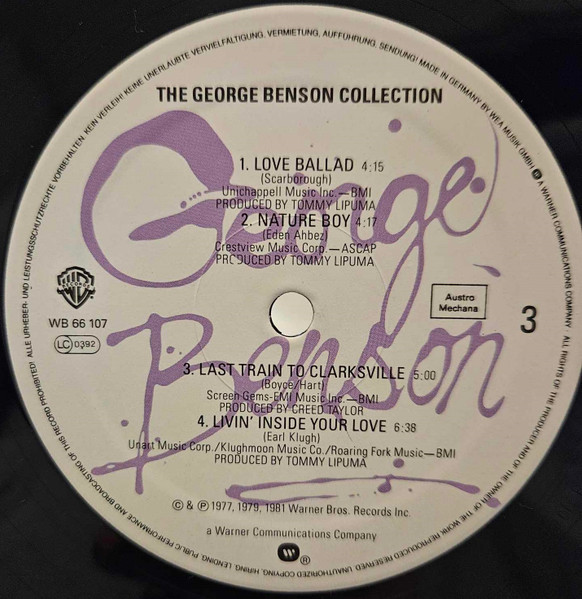 THE GEORGE BENSON COLLECTION
George
Benson
1. LOVE BALLAD 4:15
(Scarborough)
Unichappell Music Inc.—BMI
PRODUCED BY TOMMY LIPUMA
2. NATURE BOY 4:17
(Eden Ahbez)
Crestview Music Corp.—ASCAP
PRODUCED BY TOMMY LIPUMA
WB
WB 66 107
LC 0392
Austro
Mechana
3
3. LAST TRAIN TO CLARKSVILLE 5:00
(Boyce/Hart)
Screen Gems-EMI Music Inc.—BMI
PRODUCED BY CREED TAYLOR
4. LIVIN' INSIDE YOUR LOVE 6:38
(Earl Klugh)
Unart Music Corp./Klughmoon Music Co./Roaring Fork Music—BMI
PRODUCED BY TOMMY LIPUMA
© & ℗ 1977, 1979, 1981 Warner Bros. Records Inc.
a Warner Communications Company
®
ALLE URHEBER- UND LEISTUNGSSCHUTZRECHTE VORBEHALTEN. KEIN VERLEIH! KEINE UNERLAUBTE VERVIELFÄLTIGUNG, VERMIETUNG, AUFFÜHRUNG, SENDUNG! MADE IN GERMANY BY WEA MUSIK GMBH A WARNER COMMUNICATIONS COMPANY · ALL RIGHTS OF THE PRODUCER AND OF THE OWNER OF THE WORK REPRODUCED RESERVED. UNAUTHORIZED COPYING, HIRING, LENDING, PUBLIC PERFORMANCE AND BROADCASTING OF THIS RECORD PROHIBITED!